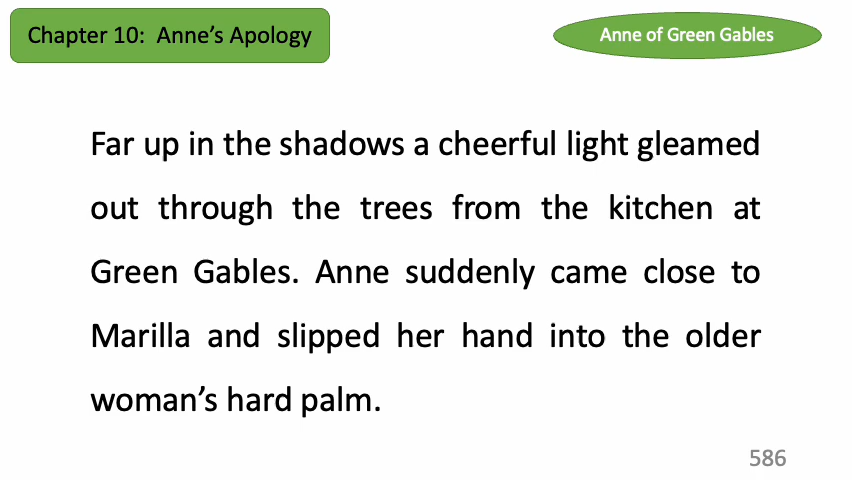 Chapter 10:  Anne’s Apology
Anne of Green Gables
Far up in the shadows a cheerful light gleamed
out through the trees from the kitchen at
Green Gables. Anne suddenly came close to
Marilla and slipped her hand into the older
woman’s hard palm.
586